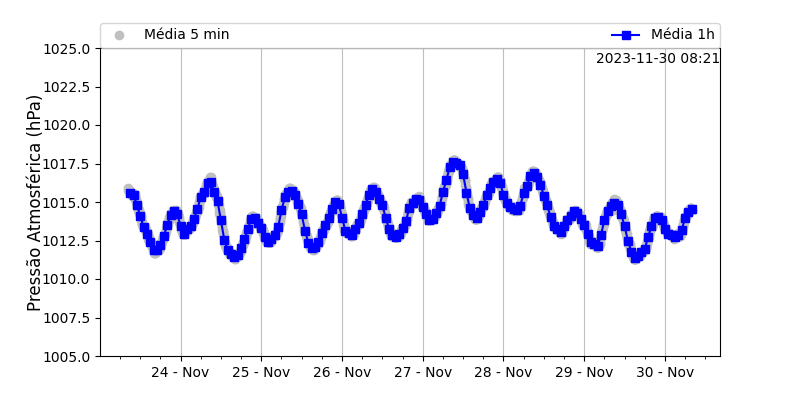 Média 5 min
Média 1h
2023-11-30 08:21
Pressão Atmosférica (hPa)
1025.0
1022.5
1020.0
1017.5
1015.0
1012.5
1010.0
1007.5
1005.0
24 - Nov
25 - Nov
26 - Nov
27 - Nov
28 - Nov
29 - Nov
30 - Nov